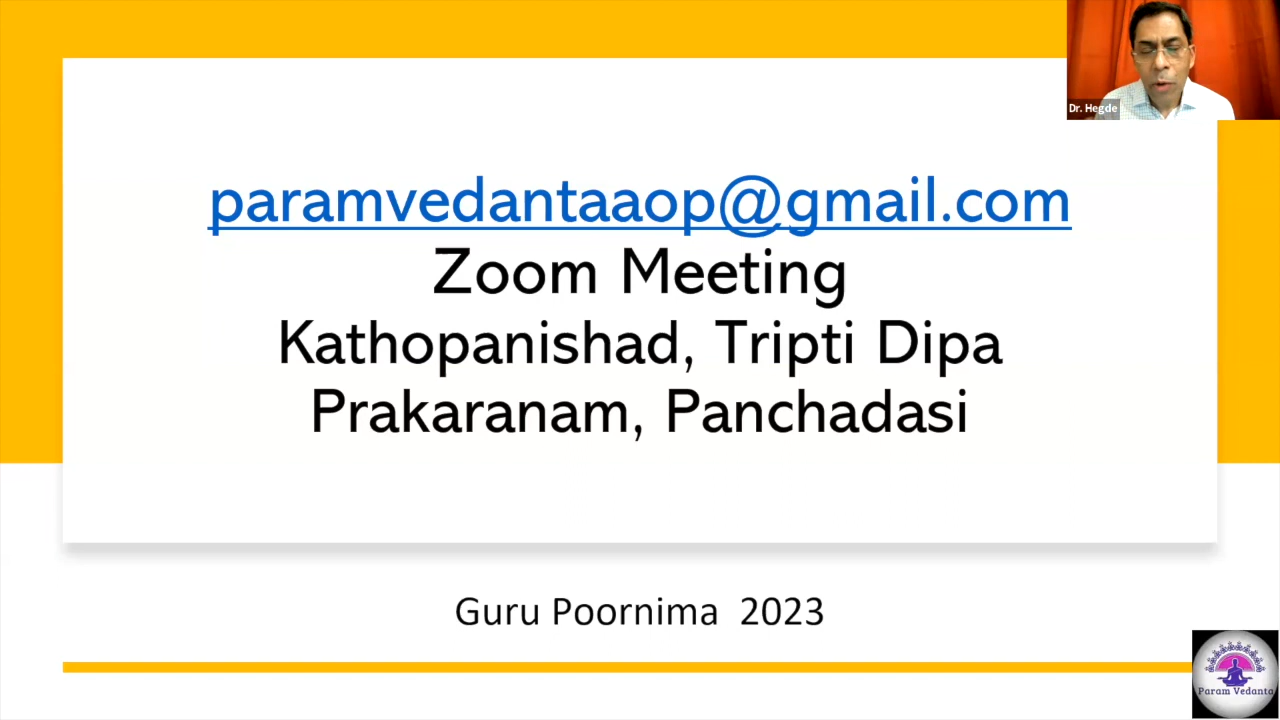 Dr. Hegde
paramvedantaaop@gmail.com
Zoom Meeting
Kathopanishad, Tripti Dipa
Prakaranam, Panchadasi
Guru Poornima 2023
Param Vedanta